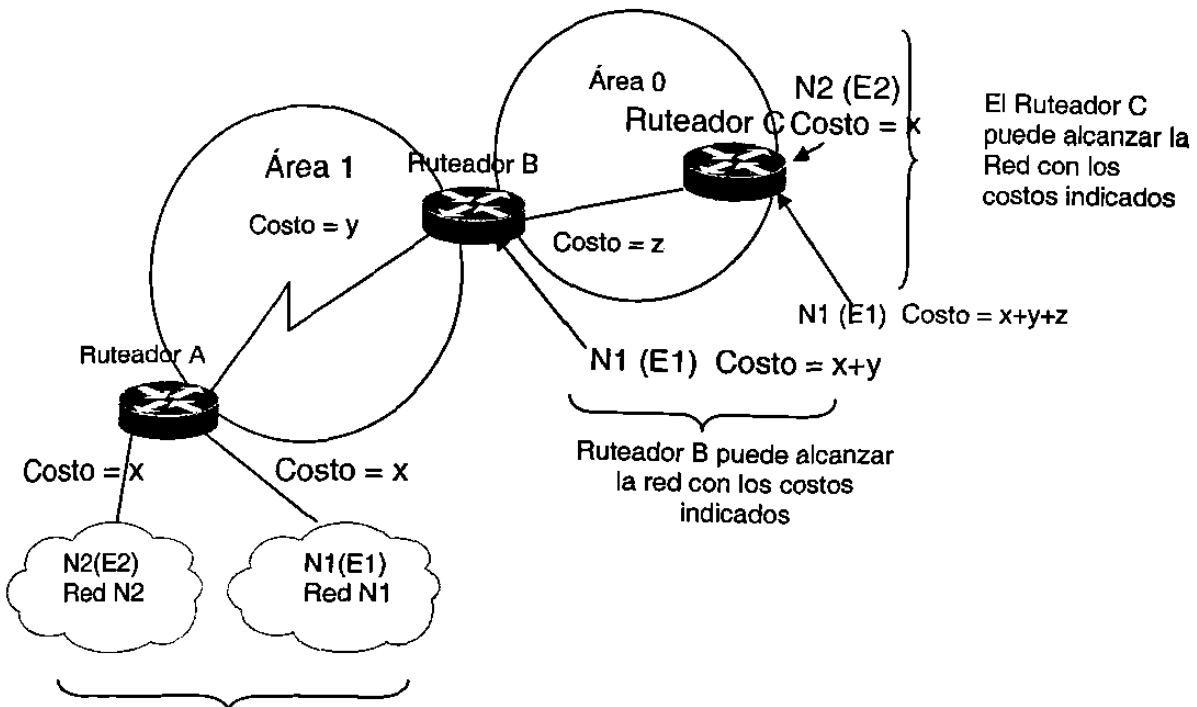 Área 0
N2 (E2)
Ruteador C Costo = x
El Ruteador C
puede alcanzar la
Red con los
costos indicados
Área 1
Ruteador B
Costo = y
Costo = z
N1 (E1) Costo = x+y+z
Ruteador A
N1 (E1) Costo = x+y
Costo = x
Costo = x
Ruteador B puede alcanzar
la red con los costos
indicados
N2(E2)
Red N2
N1(E1)
Red N1